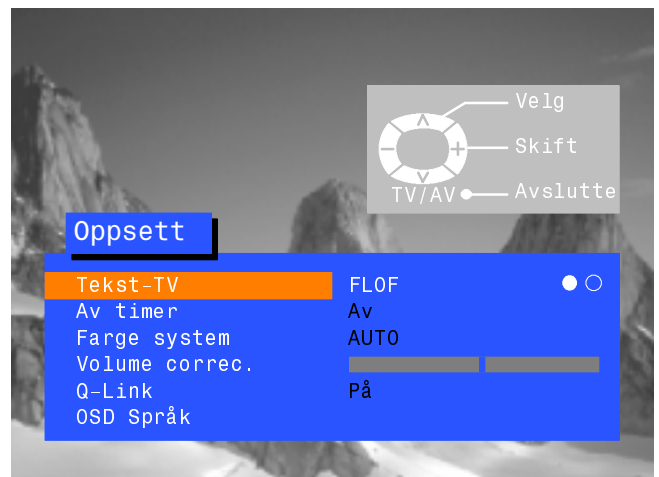 Velg
Skift
TV/AV Avslutte
Oppsett
Tekst-TV FLOF
Av timer Av
Farge system AUTO
Volume correc.
Q-Link På
OSD Språk